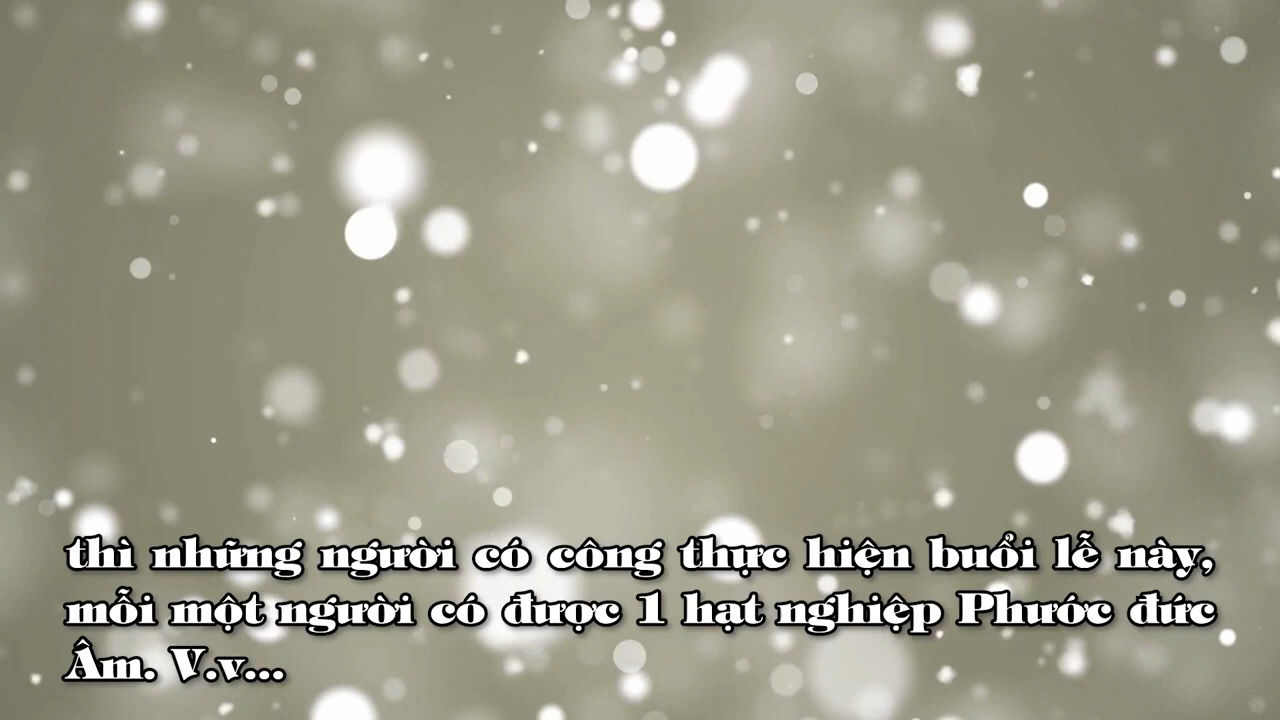 thì những người có công thực hiện buổi lễ này,
mỗi một người có được 1 hạt nghiệp Phước đức
Âm. V.v...